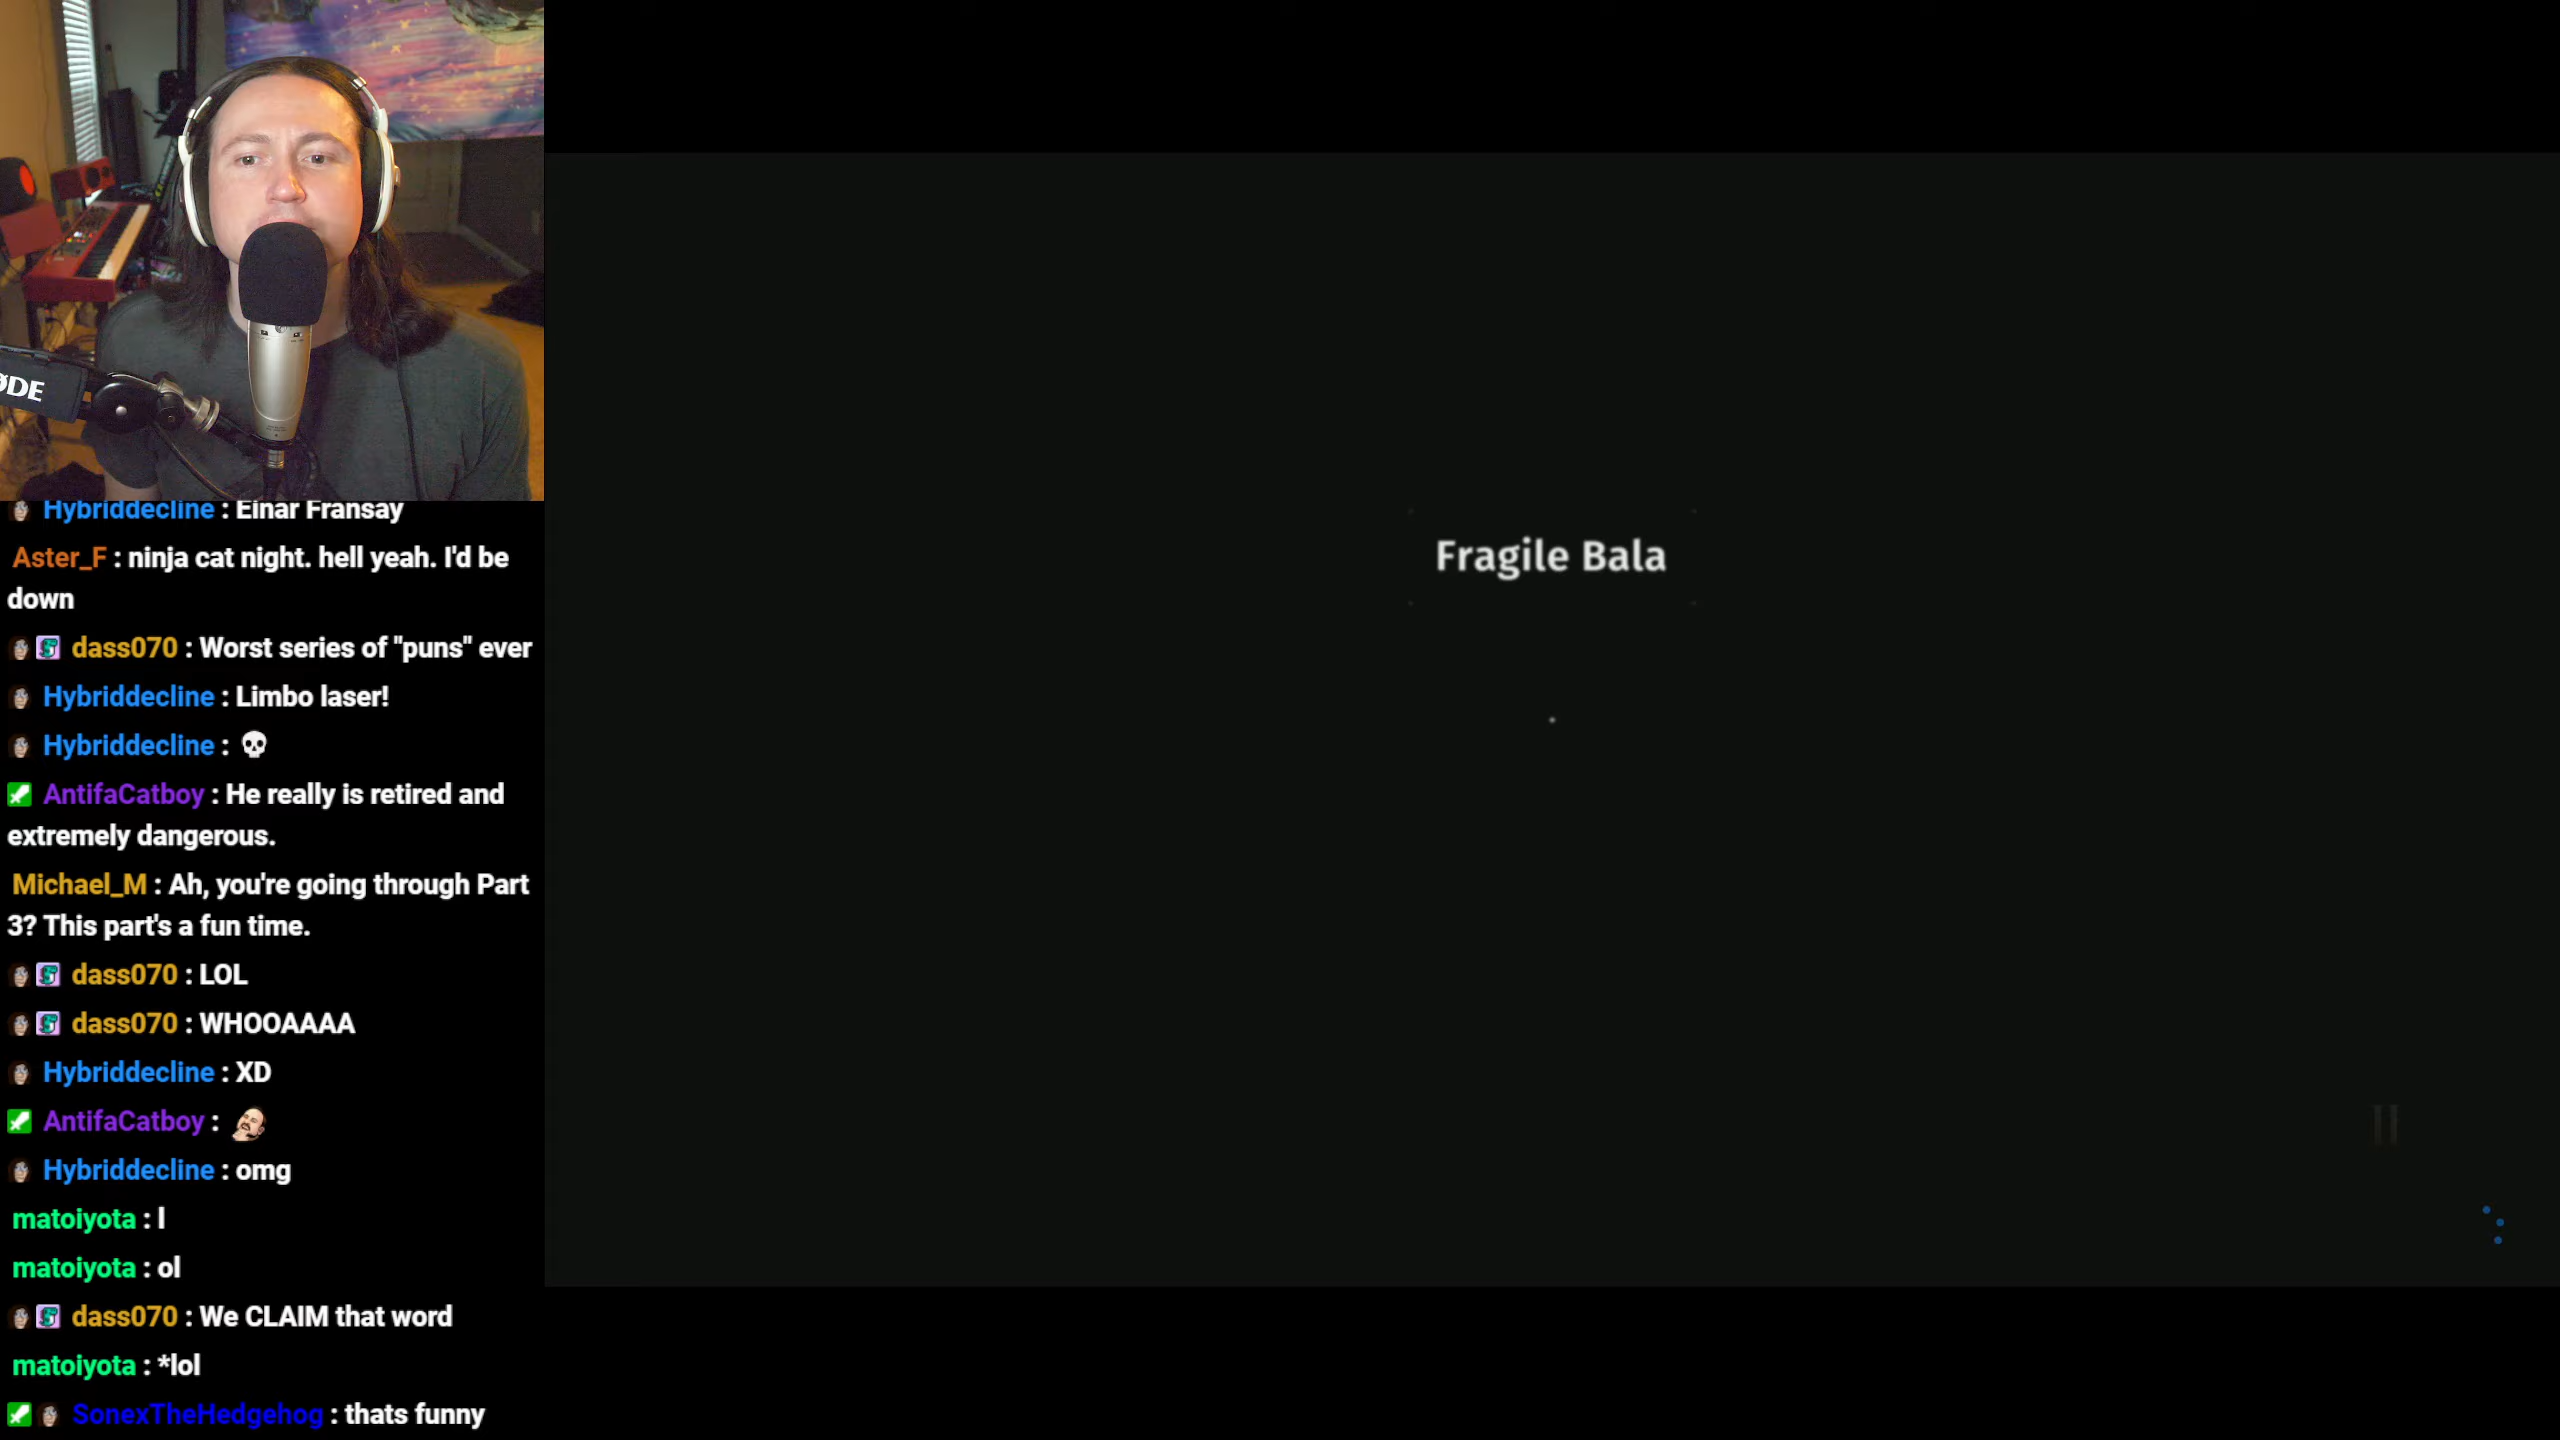 ØDE
Hybriddecline : Einar Fransay
Aster_F : ninja cat night. hell yeah. I'd be
down
dass070 : Worst series of "puns" ever
Hybriddecline : Limbo laser!
Hybriddecline : 💀
AntifaCatboy : He really is retired and
extremely dangerous.
Michael_M : Ah, you're going through Part
3? This part's a fun time.
dass070 : LOL
dass070 : WHOOAAAA
Hybriddecline : XD
AntifaCatboy :
Hybriddecline : omg
matoiyota : l
matoiyota : ol
dass070 : We CLAIM that word
matoiyota : *lol
SonexTheHedgehog : thats funny
Fragile Bala